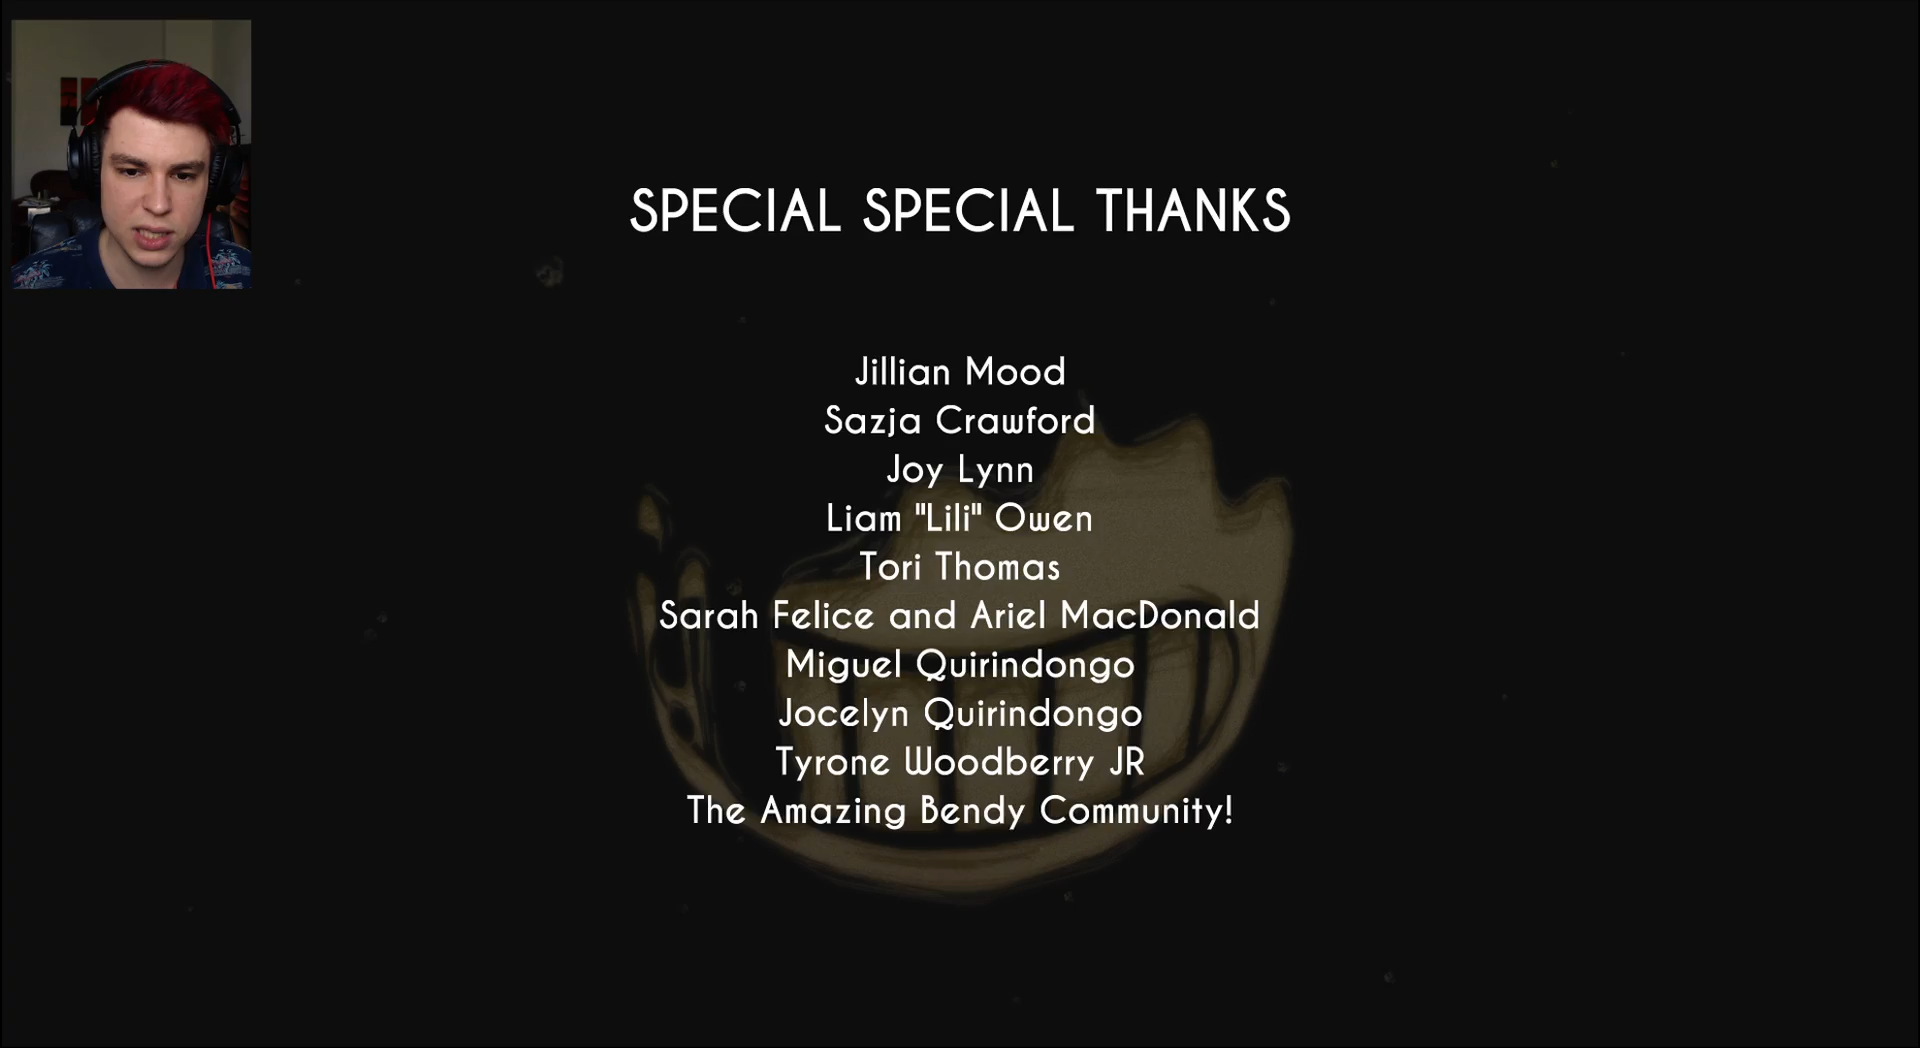 SPECIAL SPECIAL THANKS
Jillian Mood
Sazja Crawford
Joy Lynn
Liam "Lili" Owen
Tori Thomas
Sarah Felice and Ariel MacDonald
Miguel Quirindongo
Jocelyn Quirindongo
Tyrone Woodberry JR
The Amazing Bendy Community!